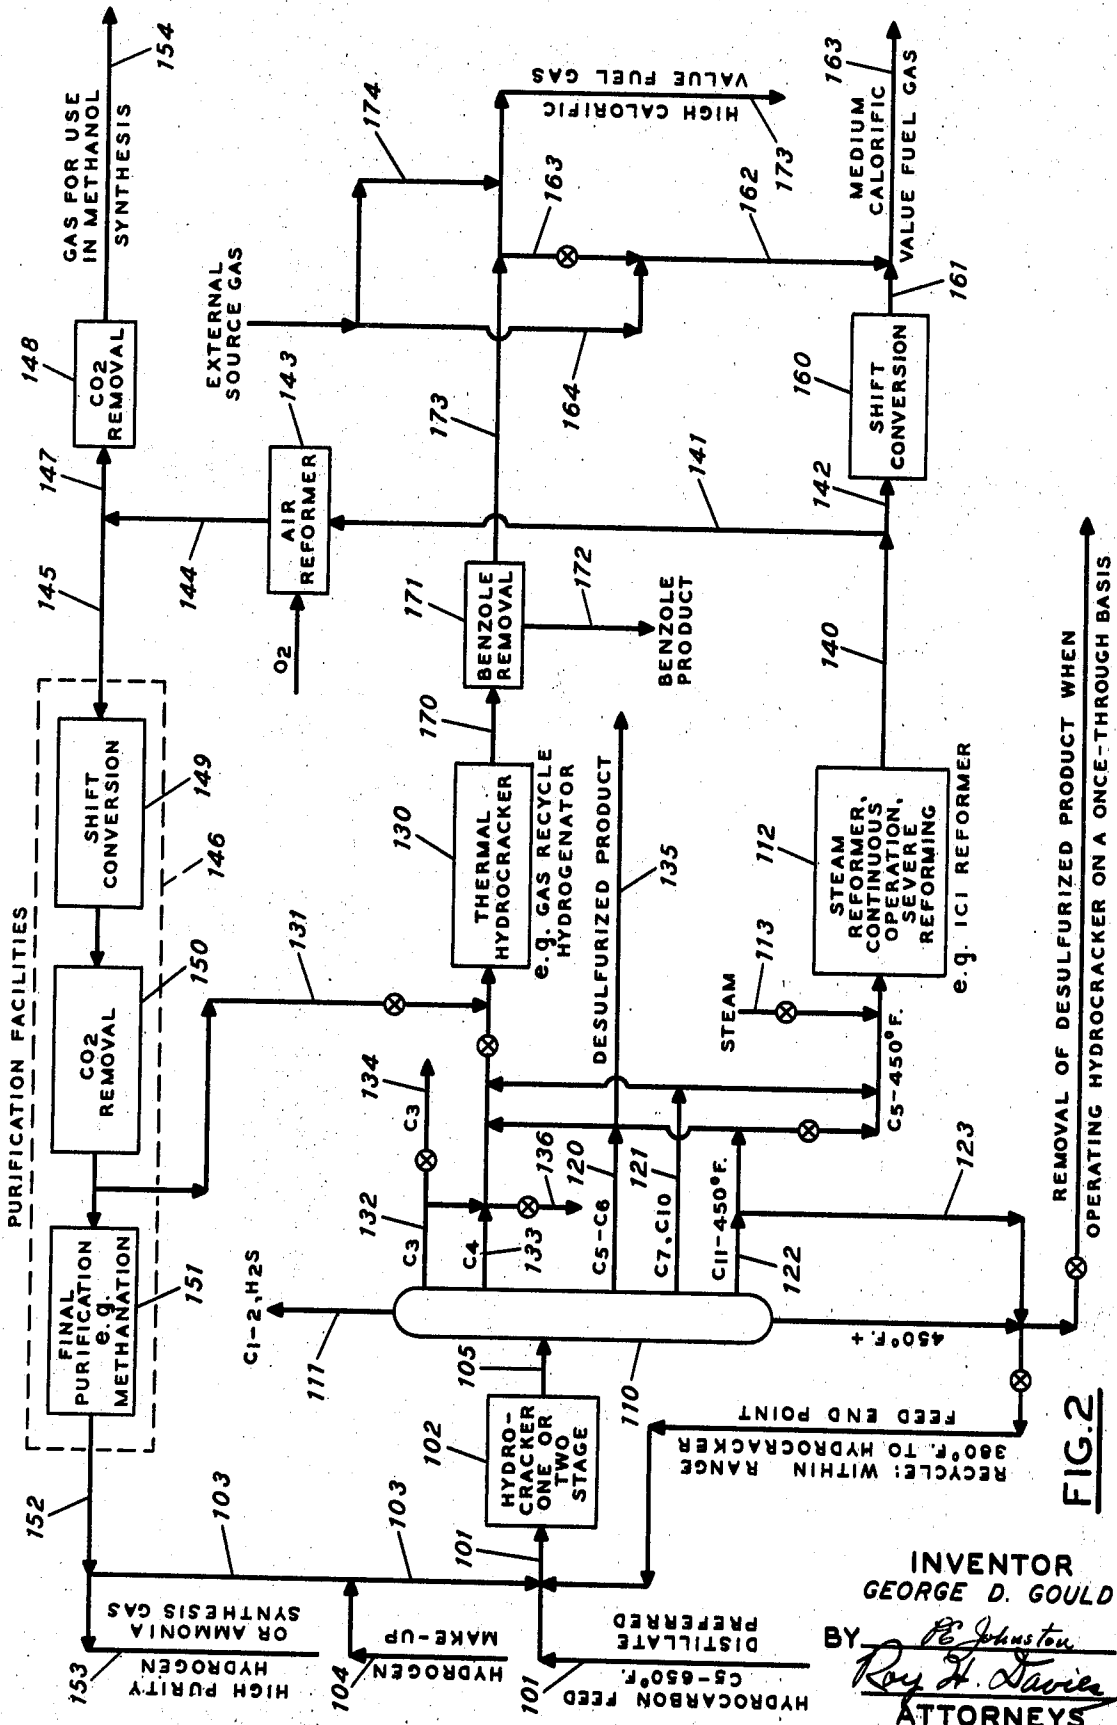 GAS FOR USE
IN METHANOL
SYNTHESIS
154
148
CO2
REMOVAL
147
145
144
EXTERNAL
SOURCE GAS
143
AIR
REFORMER
O2
174
HIGH CALORIFIC
VALUE FUEL GAS
173
163
162
164
173
MEDIUM
CALORIFIC
VALUE FUEL GAS
163
161
160
SHIFT
CONVERSION
142
141
140
PURIFICATION FACILITIES
SHIFT
CONVERSION
149
146
CO2
REMOVAL
150
FINAL
PURIFICATION
e.g.
METHANATION
151
131
171
BENZOLE
REMOVAL
172
BENZOLE
PRODUCT
170
130
THERMAL
HYDROCRACKER
e.g. GAS RECYCLE
HYDROGENATOR
DESULFURIZED PRODUCT
135
112
STEAM
REFORMER,
CONTINUOUS
OPERATION,
SEVERE
REFORMING
e.g. ICI REFORMER
STEAM
113
C5-450°F.
134
C3
132
C3
C4
133
136
C5-C6
120
C7,C10
121
C11-450°F.
122
123
C1-2,H2S
111
110
105
450°F.+
102
HYDRO-
CRACKER
ONE OR
TWO
STAGE
101
REMOVAL OF DESULFURIZED PRODUCT WHEN
OPERATING HYDROCRACKER ON A ONCE-THROUGH BASIS
RECYCLE: WITHIN RANGE
380°F. TO HYDROCRACKER
FEED END POINT
152
103
103
153
HIGH PURITY
HYDROGEN
OR AMMONIA
SYNTHESIS GAS
104
HYDROGEN
MAKE-UP
101
HYDROCARBON FEED
C5-650°F.
DISTILLATE
PREFERRED
FIG.2
INVENTOR
GEORGE D. GOULD
BY
PE Johnston
Roy H. Davies
ATTORNEYS